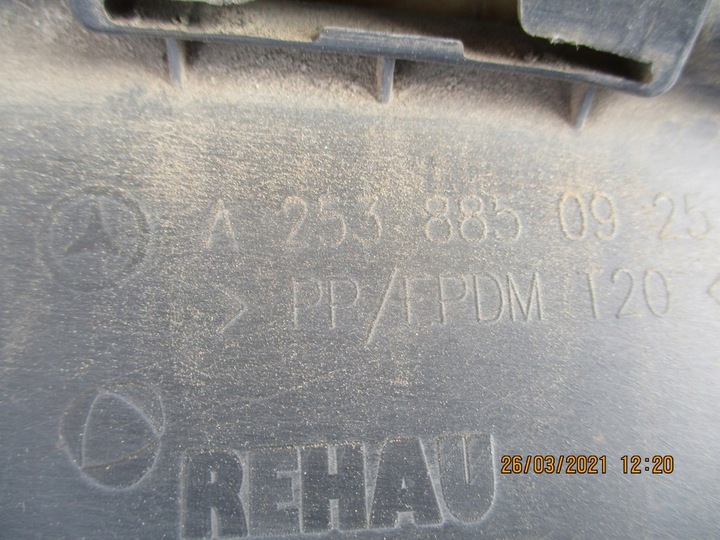 A 253 885 09 25
> PP/EPDM T20 <
REHAU
26/03/2021 12:20